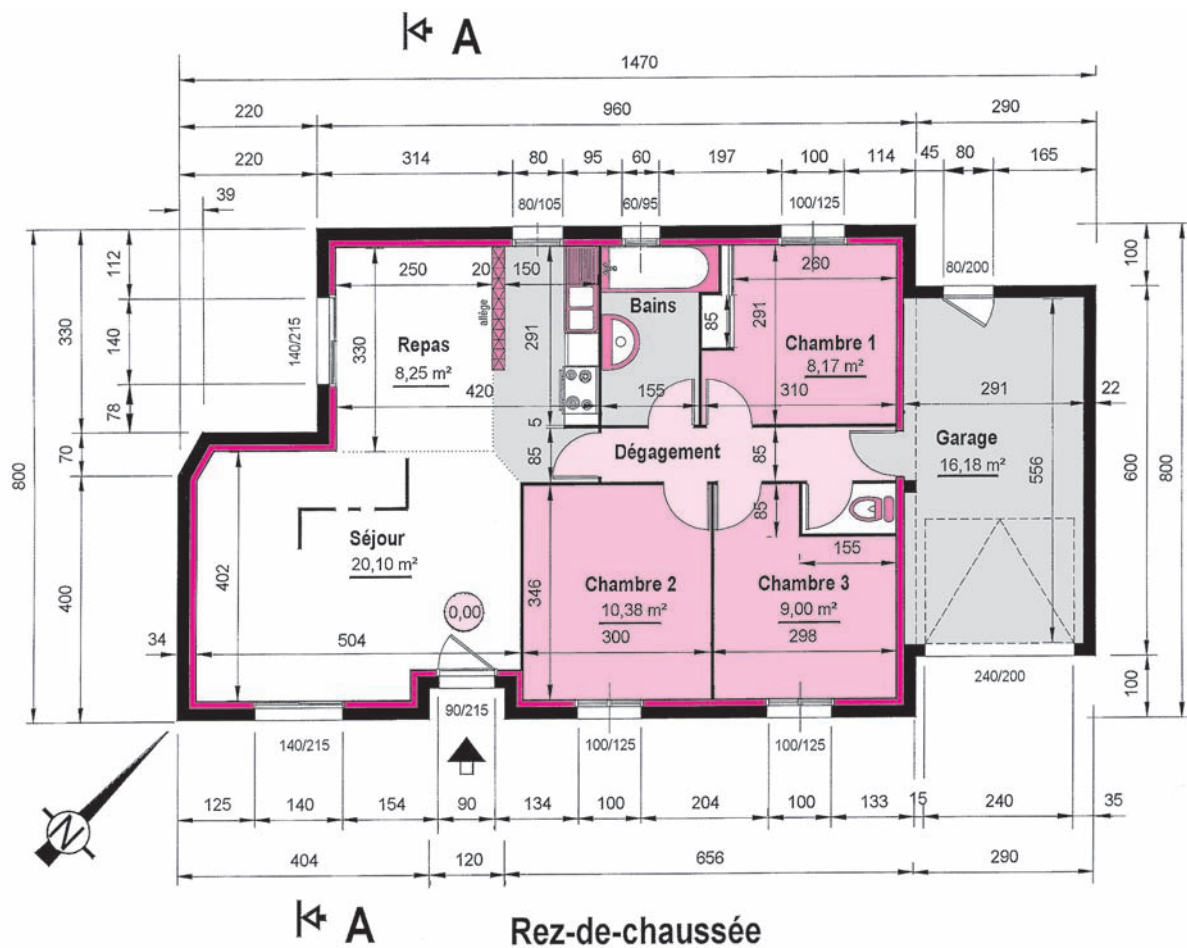 A
1470
220 960 290
220 314 80 95 60 197 100 114 45 80 165
39
80/105 60/95 100/125
80/200
800
330
112
140
78
70
400
140/215
250 20 150
allège
330
291
Repas
8,25 m²
420
5
85
Bains
155
85
260
291
Chambre 1
8,17 m²
310
Dégagement
85
85
291
22
Garage
16,18 m²
556
100
600
100
800
Séjour
20,10 m²
402
34
504
0,00
346
Chambre 2
10,38 m²
300
155
Chambre 3
9,00 m²
298
240/200
90/215
140/215 100/125 100/125
N
125 140 154 90 134 100 204 100 133 15 240 35
404 120 656 290
A
Rez-de-chaussée